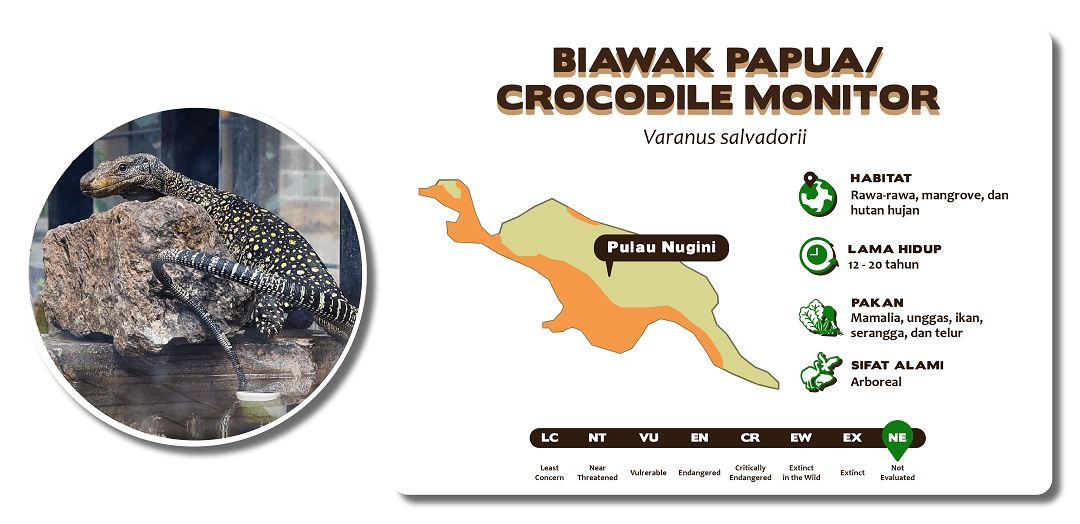 BIAWAK PAPUA/
CROCODILE MONITOR
Varanus salvadorii
Pulau Nugini
HABITAT
Rawa-rawa, mangrove, dan
hutan hujan
LAMA HIDUP
12 - 20 tahun
PAKAN
Mamalia, unggas, ikan,
serangga, dan telur
SIFAT ALAMI
Arboreal
LC NT VU EN CR EW EX NE
Least
Concern
Near
Threatened
Vulrerable
Endangered
Critically
Endangered
Extinct
in the Wild
Extinct
Not
Evaluated